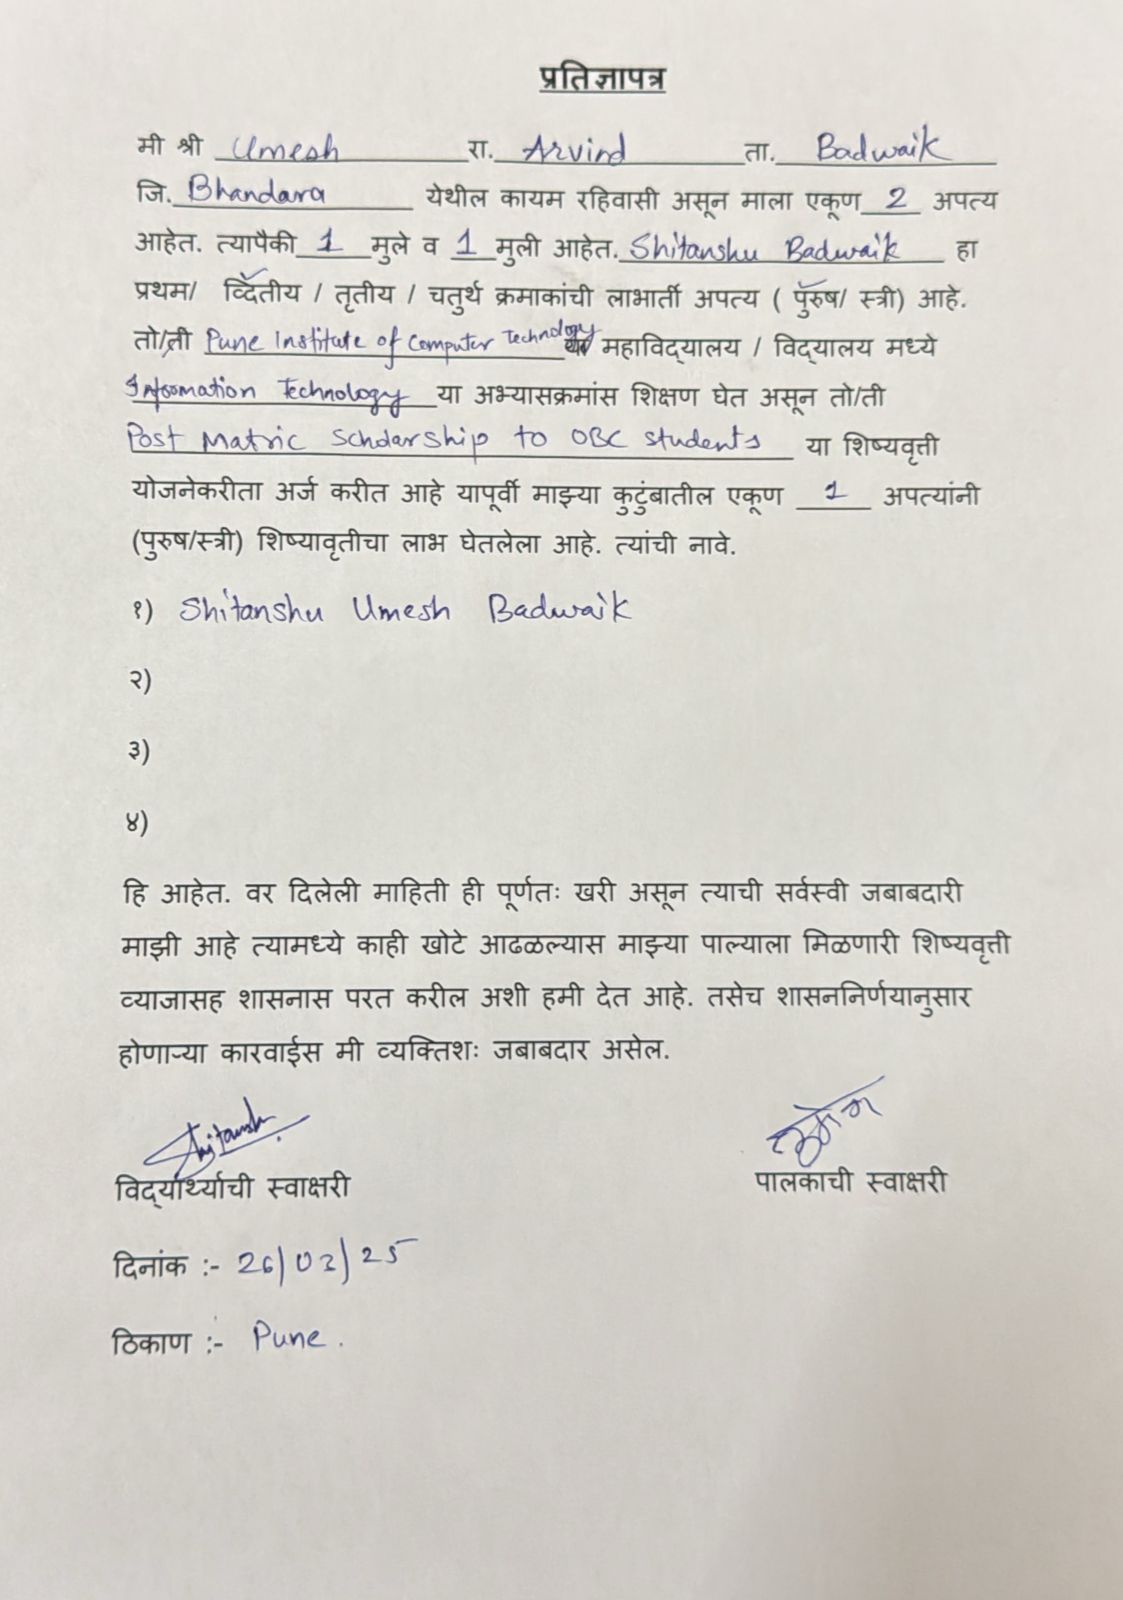 प्रतिज्ञापत्र
मी श्री Umesh रा. Arvind ता. Badwaik
जि. Bhandara येथील कायम रहिवासी असून माला एकूण 2 अपत्य
आहेत. त्यापैकी 1 मुले व 1 मुली आहेत. Shitanshu Badwaik हा
प्रथम/ व्दितीय / तृतीय / चतुर्थ क्रमाकांची लाभार्ती अपत्य ( पुरुष/ स्त्री) आहे.
तो/ती Pune Institute of Computer Technology या महाविद्यालय / विद्यालय मध्ये
Information Technology या अभ्यासक्रमांस शिक्षण घेत असून तो/ती
Post Matric Scholarship to OBC students या शिष्यवृत्ती
योजनेकरीता अर्ज करीत आहे यापूर्वी माझ्या कुटुंबातील एकूण 1 अपत्यांनी
(पुरुष/स्त्री) शिष्यावृतीचा लाभ घेतलेला आहे. त्यांची नावे.
१) Shitanshu Umesh Badwaik
२)
३)
४)
हि आहेत. वर दिलेली माहिती ही पूर्णतः खरी असून त्याची सर्वस्वी जबाबदारी
माझी आहे त्यामध्ये काही खोटे आढळल्यास माझ्या पाल्याला मिळणारी शिष्यवृत्ती
व्याजासह शासनास परत करील अशी हमी देत आहे. तसेच शासननिर्णयानुसार
होणाऱ्या कारवाईस मी व्यक्तिशः जबाबदार असेल.
Shitansh उमेश
विद्यार्थ्याची स्वाक्षरी पालकाची स्वाक्षरी
दिनांक :- 26/03/25
ठिकाण :- Pune.